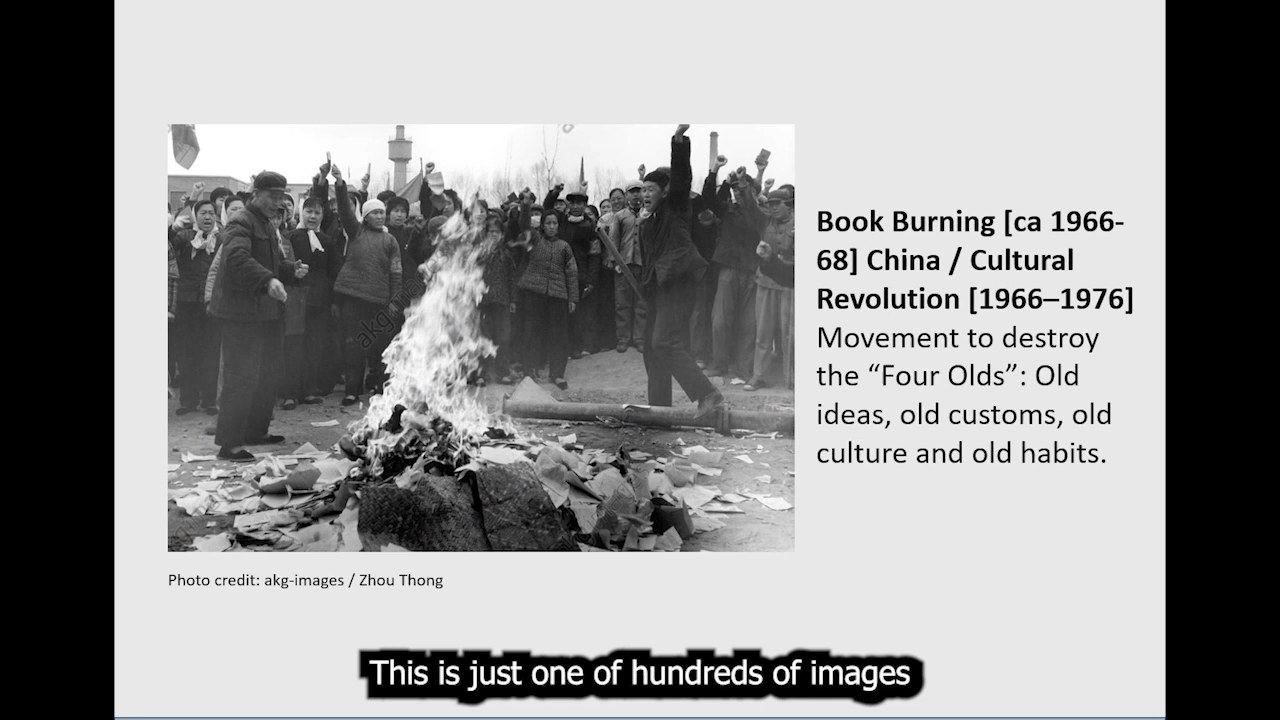 Book Burning [ca 1966-
68] China / Cultural
Revolution [1966–1976]
Movement to destroy
the “Four Olds”: Old
ideas, old customs, old
culture and old habits.
akg
Photo credit: akg-images / Zhou Thong
This is just one of hundreds of images